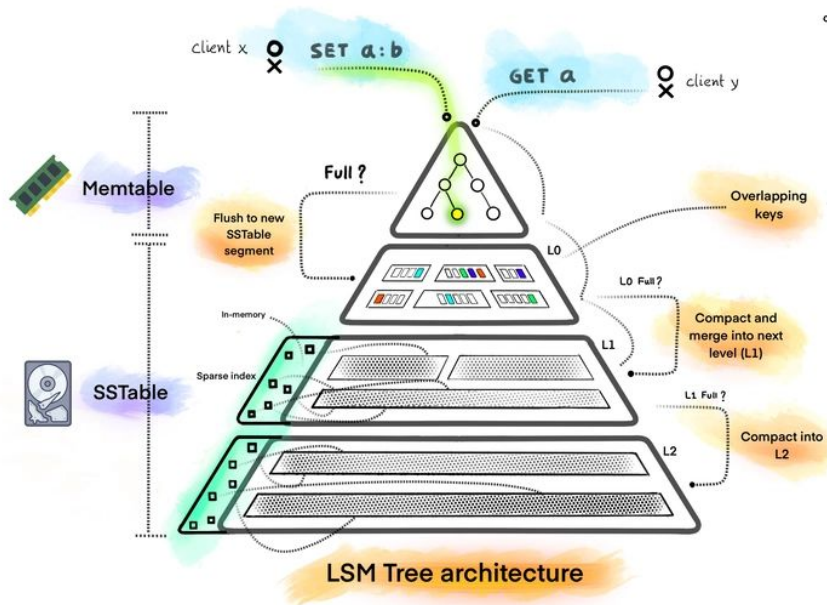 client x
SET a:b
GET a
client y
Memtable
Full?
Flush to new
SSTable
segment
Overlapping
keys
L0
L0 Full?
In-memory
L1
Compact and
merge into next
level (L1)
Sparse index
SSTable
L1 Full?
L2
Compact into
L2
LSM Tree architecture